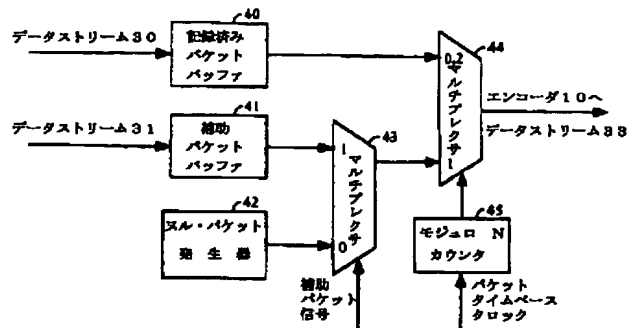 40
データストリーム30
記録済み
パケット
バッファ
44
0,2
マルチプレクサ
1
エンコーダ10へ
データストリーム33
41
データストリーム31
補助
パケット
バッファ
43
1
マルチプレクサ
0
42
ヌル・パケット
発生器
45
モジュロ N
カウンタ
補助
パケット
信号
パケット
タイムベース
クロック